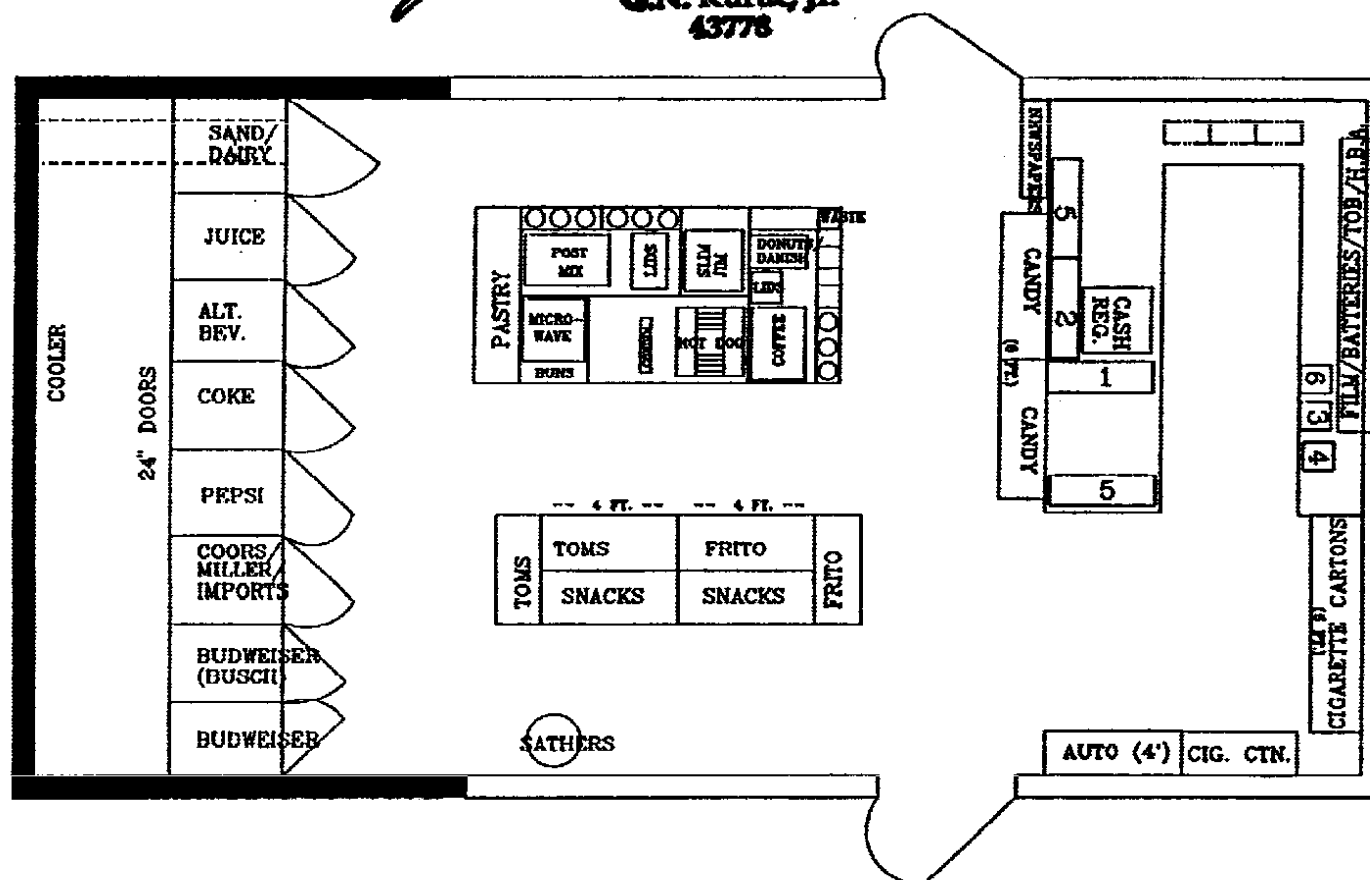 43778
SAND/
DAIRY
JUICE
ALT.
BEV.
COKE
PEPSI
COORS
MILLER/
IMPORTS
BUDWEISER
(BUSCH)
BUDWEISER
COOLER
24" DOORS
PASTRY
POST
MIX
LIDS
DONUTS/
DANISH
WASTE
LIDS
MICRO-
WAVE
BUNS
HOT DOG
COFFEE
-- 4 FT. -- -- 4 FT. --
TOMS
TOMS
FRITO
SNACKS
SNACKS
FRITO
SATHERS
NEWSPAPERS
CANDY
(6 FT.)
CANDY
5
2
CASH
REG.
1
5
6
3
4
FILM/BATTERIES/TOB/H.B.A
CIGARETTE CARTONS
AUTO (4')
CIG. CTN.